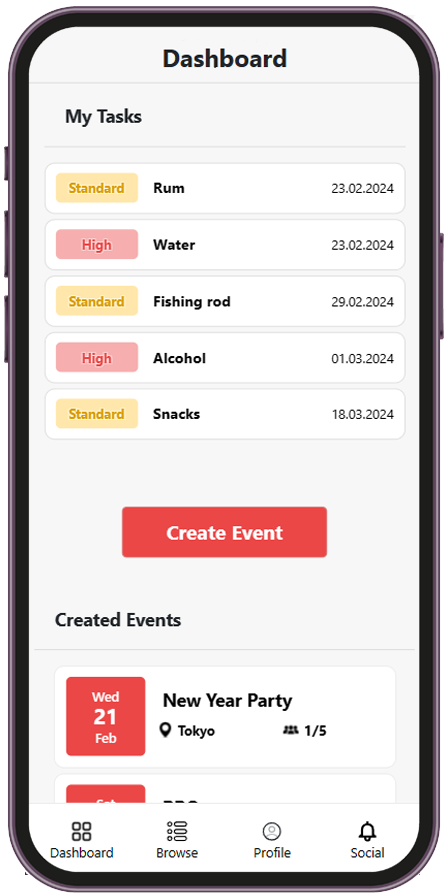 Dashboard
My Tasks
Standard Rum 23.02.2024
High Water 23.02.2024
Standard Fishing rod 29.02.2024
High Alcohol 01.03.2024
Standard Snacks 18.03.2024
Create Event
Created Events
Wed
21
Feb
New Year Party
Tokyo 1/5
Dashboard Browse Profile Social